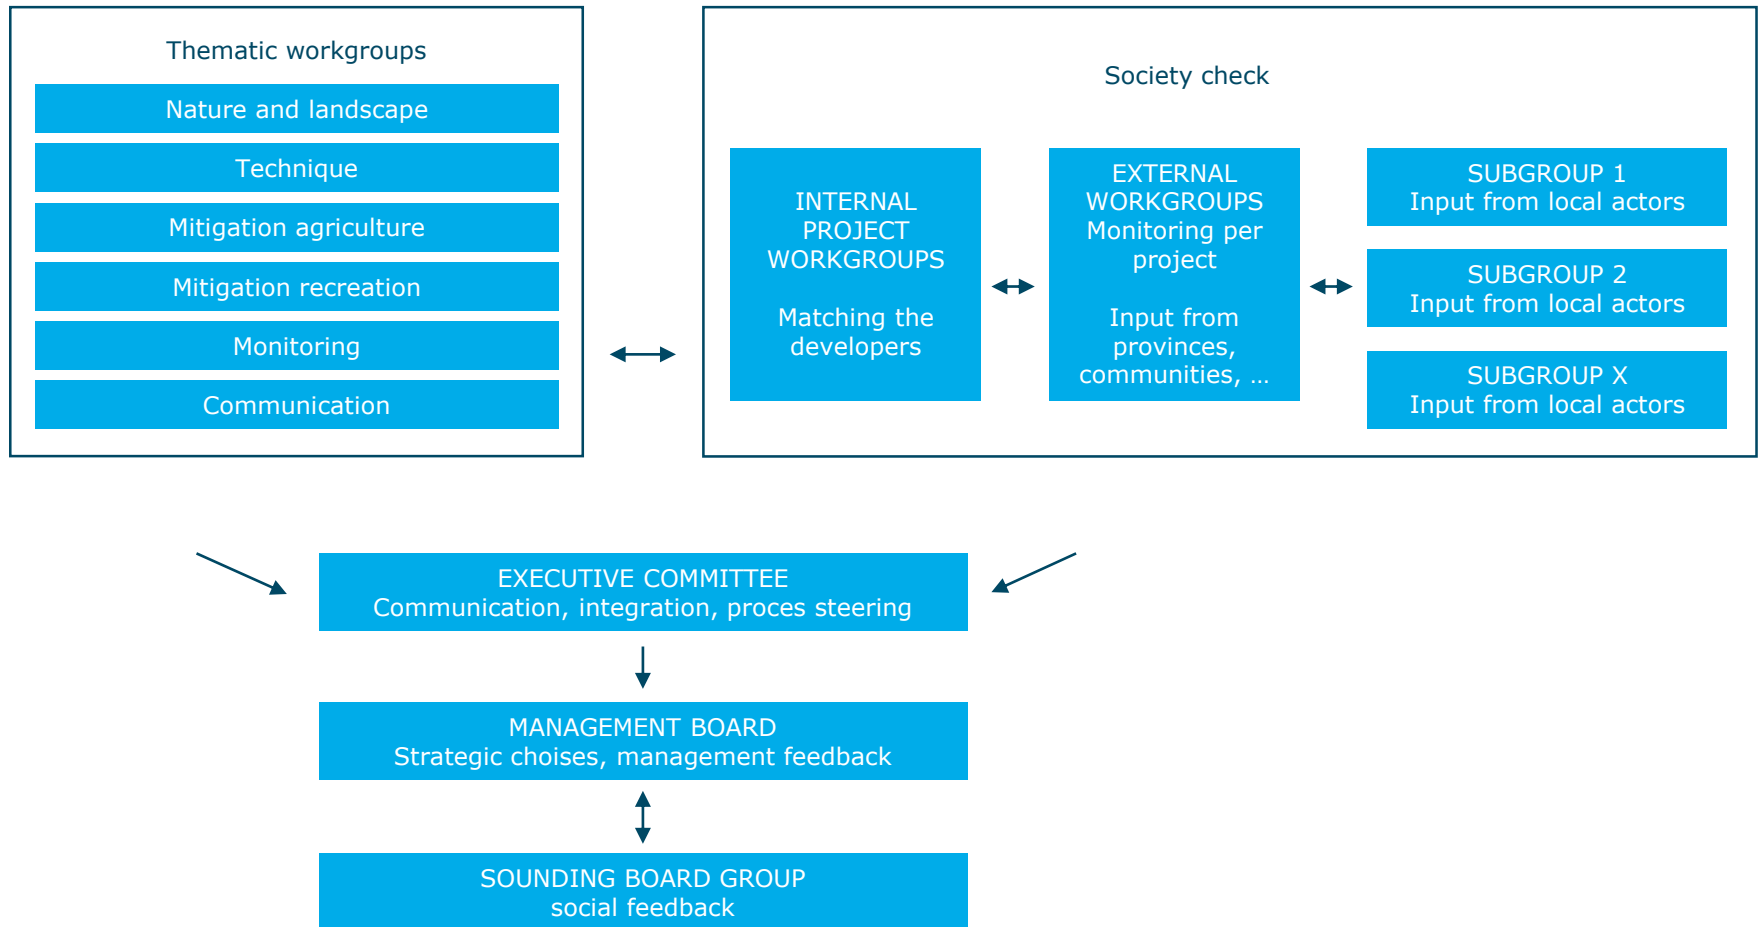 Thematic workgroups
Nature and landscape
Technique
Mitigation agriculture
Mitigation recreation
Monitoring
Communication
Society check
INTERNAL
PROJECT
WORKGROUPS
Matching the
developers
EXTERNAL
WORKGROUPS
Monitoring per
project
Input from
provinces,
communities, ...
SUBGROUP 1
Input from local actors
SUBGROUP 2
Input from local actors
SUBGROUP X
Input from local actors
EXECUTIVE COMMITTEE
Communication, integration, proces steering
MANAGEMENT BOARD
Strategic choises, management feedback
SOUNDING BOARD GROUP
social feedback